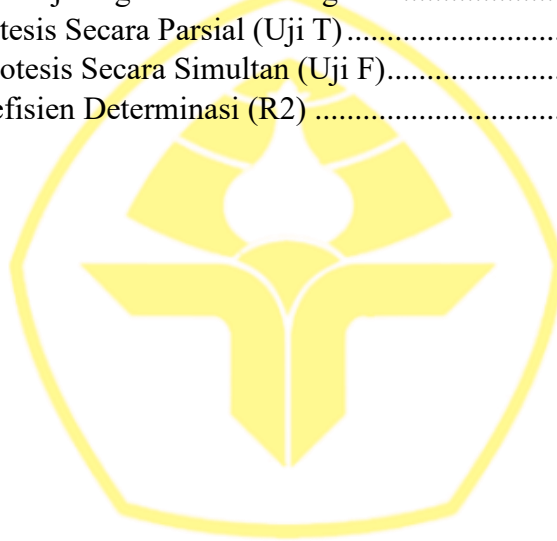 tesis Secara Parsial (Uji T)
otesis Secara Simultan (Uji F)
efisien Determinasi (R2)